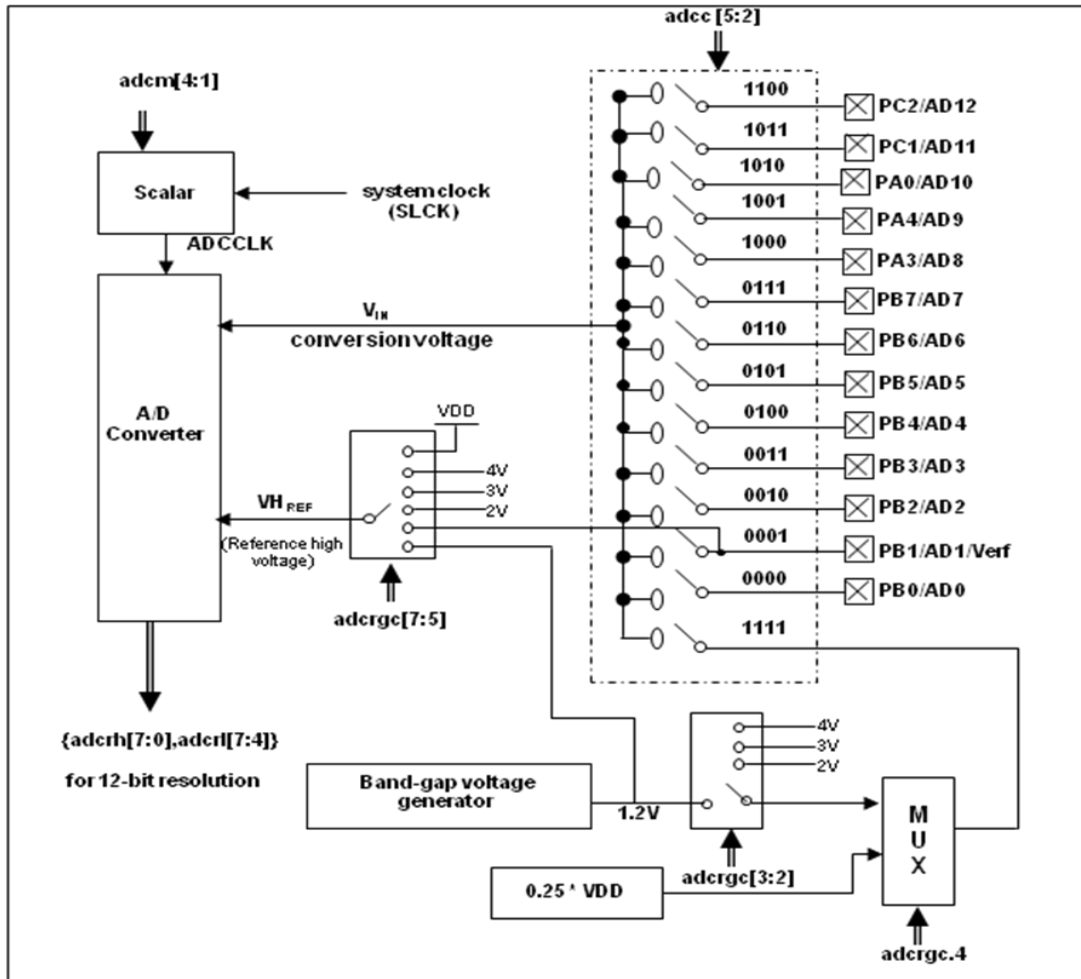 adcc [5:2]
adcm[4:1]
Scalar
system clock
(SLCK)
ADCCLK
1100
PC2/AD12
1011
PC1/AD11
1010
PA0/AD10
1001
PA4/AD9
1000
PA3/AD8
0111
PB7/AD7
0110
PB6/AD6
0101
PB5/AD5
0100
PB4/AD4
0011
PB3/AD3
0010
PB2/AD2
0001
PB1/AD1/Verf
0000
PB0/AD0
1111
VIN
conversion voltage
A/D
Converter
VDD
4V
3V
2V
VH REF
(Reference high
voltage)
adcrgc[7:5]
{adcrh[7:0],adcrl[7:4]}
for 12-bit resolution
Band-gap voltage
generator
1.2V
4V
3V
2V
adcrgc[3:2]
0.25 * VDD
M
U
X
adcrgc.4